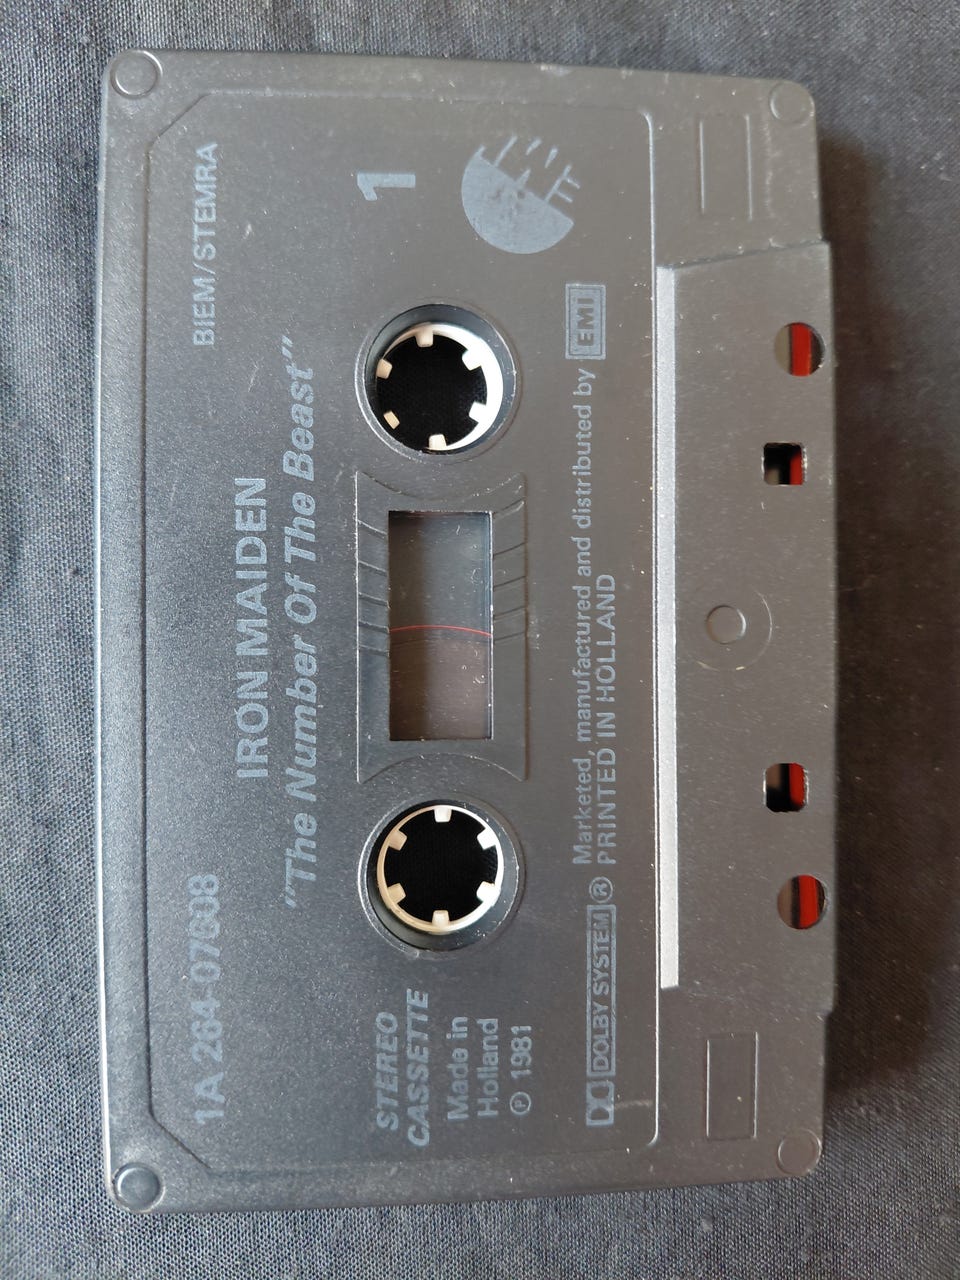 1A 264-07608
BIEM/STEMRA
IRON MAIDEN
"The Number Of The Beast"
STEREO
CASSETTE
Made in
Holland
℗ 1981
1
DOLBY SYSTEM ® Marketed, manufactured and distributed by EMI
PRINTED IN HOLLAND